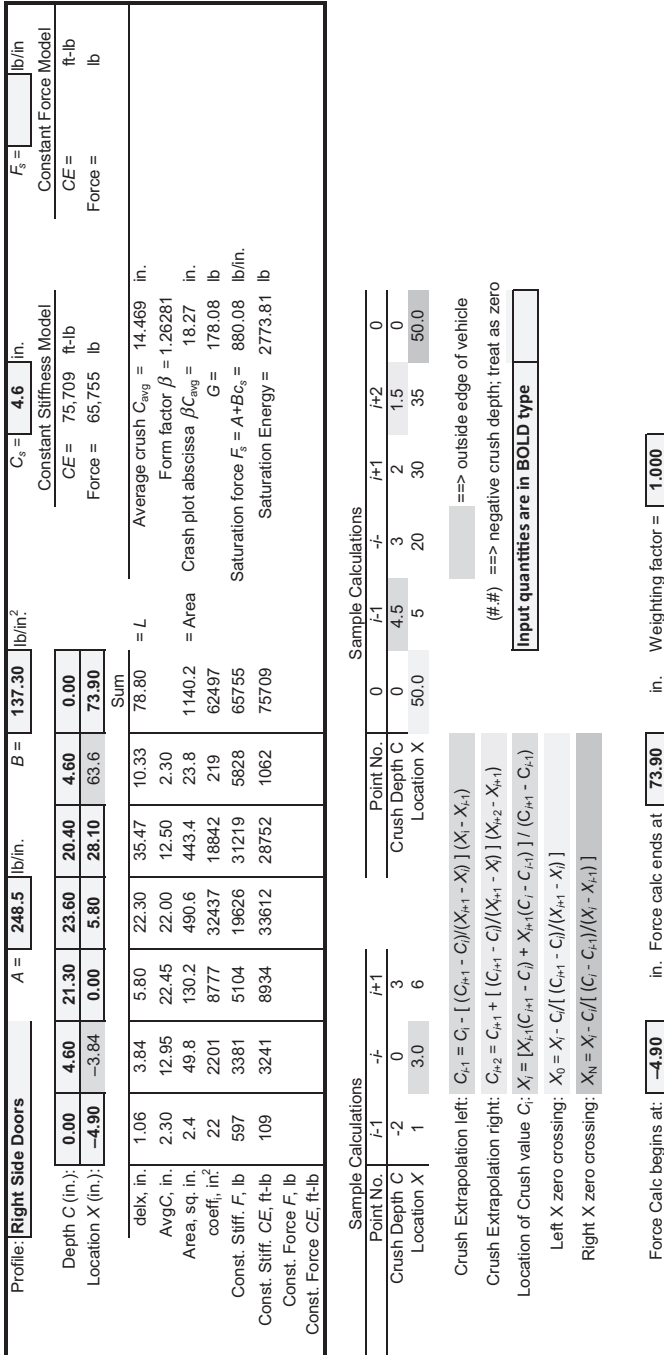 Profile: Right Side Doors A = 248.5 lb/in. B = 137.30 lb/in.² Cs = 4.6 in. Fs = lb/in
Constant Stiffness Model Constant Force Model
Depth C (in.): 0.00 4.60 21.30 23.60 20.40 4.60 0.00 CE = 75,709 ft-lb CE = ft-lb
Location X (in.): −4.90 −3.84 0.00 5.80 28.10 63.6 73.90 Force = 65,755 lb Force = lb
Sum
delx, in. 1.06 3.84 5.80 22.30 35.47 10.33 78.80 = L Average crush Cavg = 14.469 in.
AvgC, in. 2.30 12.95 22.45 22.00 12.50 2.30 Form factor β = 1.26281
Area, sq. in. 2.4 49.8 130.2 490.6 443.4 23.8 1140.2 = Area Crash plot abscissa βCavg = 18.27 in.
coeffᵢ, in² 22 2201 8777 32437 18842 219 62497 G = 178.08 lb
Const. Stiff. F, lb 597 3381 5104 19626 31219 5828 65755 Saturation force Fs = A+Bcs = 880.08 lb/in.
Const. Stiff. CE, ft-lb 109 3241 8934 33612 28752 1062 75709 Saturation Energy = 2773.81 lb
Const. Force F, lb
Const. Force CE, ft-lb
Sample Calculations Sample Calculations
Point No. i-1 -i- i+1 Point No. 0 i-1 -i- i+1 i+2 0
Crush Depth C -2 0 3 Crush Depth C 0 4.5 3 2 1.5 0
Location X 1 3.0 6 Location X 50.0 5 20 30 35 50.0
Crush Extrapolation left: Ci-1 = Ci - [ (Ci+1 - Ci)/(Xi+1 - Xi) ] (Xi - Xi-1) ==> outside edge of vehicle
Crush Extrapolation right: Ci+2 = Ci+1 + [ (Ci+1 - Ci)/(Xi+1 - X) ] (Xi+2 - Xi+1) (#.#) ==> negative crush depth; treat as zero
Location of Crush value Ci: Xi = [Xi-1(Ci+1 - Ci) + Xi+1(Ci - Ci-1) ] / (Ci+1 - Ci-1) Input quantities are in BOLD type
Left X zero crossing: X0 = Xi - Ci/[ (Ci+1 - Ci)/(Xi+1 - Xi) ]
Right X zero crossing: XN = Xi - Ci/[ (Ci - Ci-1)/(Xi - Xi-1) ]
Force Calc begins at: −4.90 in. Force calc ends at 73.90 in. Weighting factor = 1.000